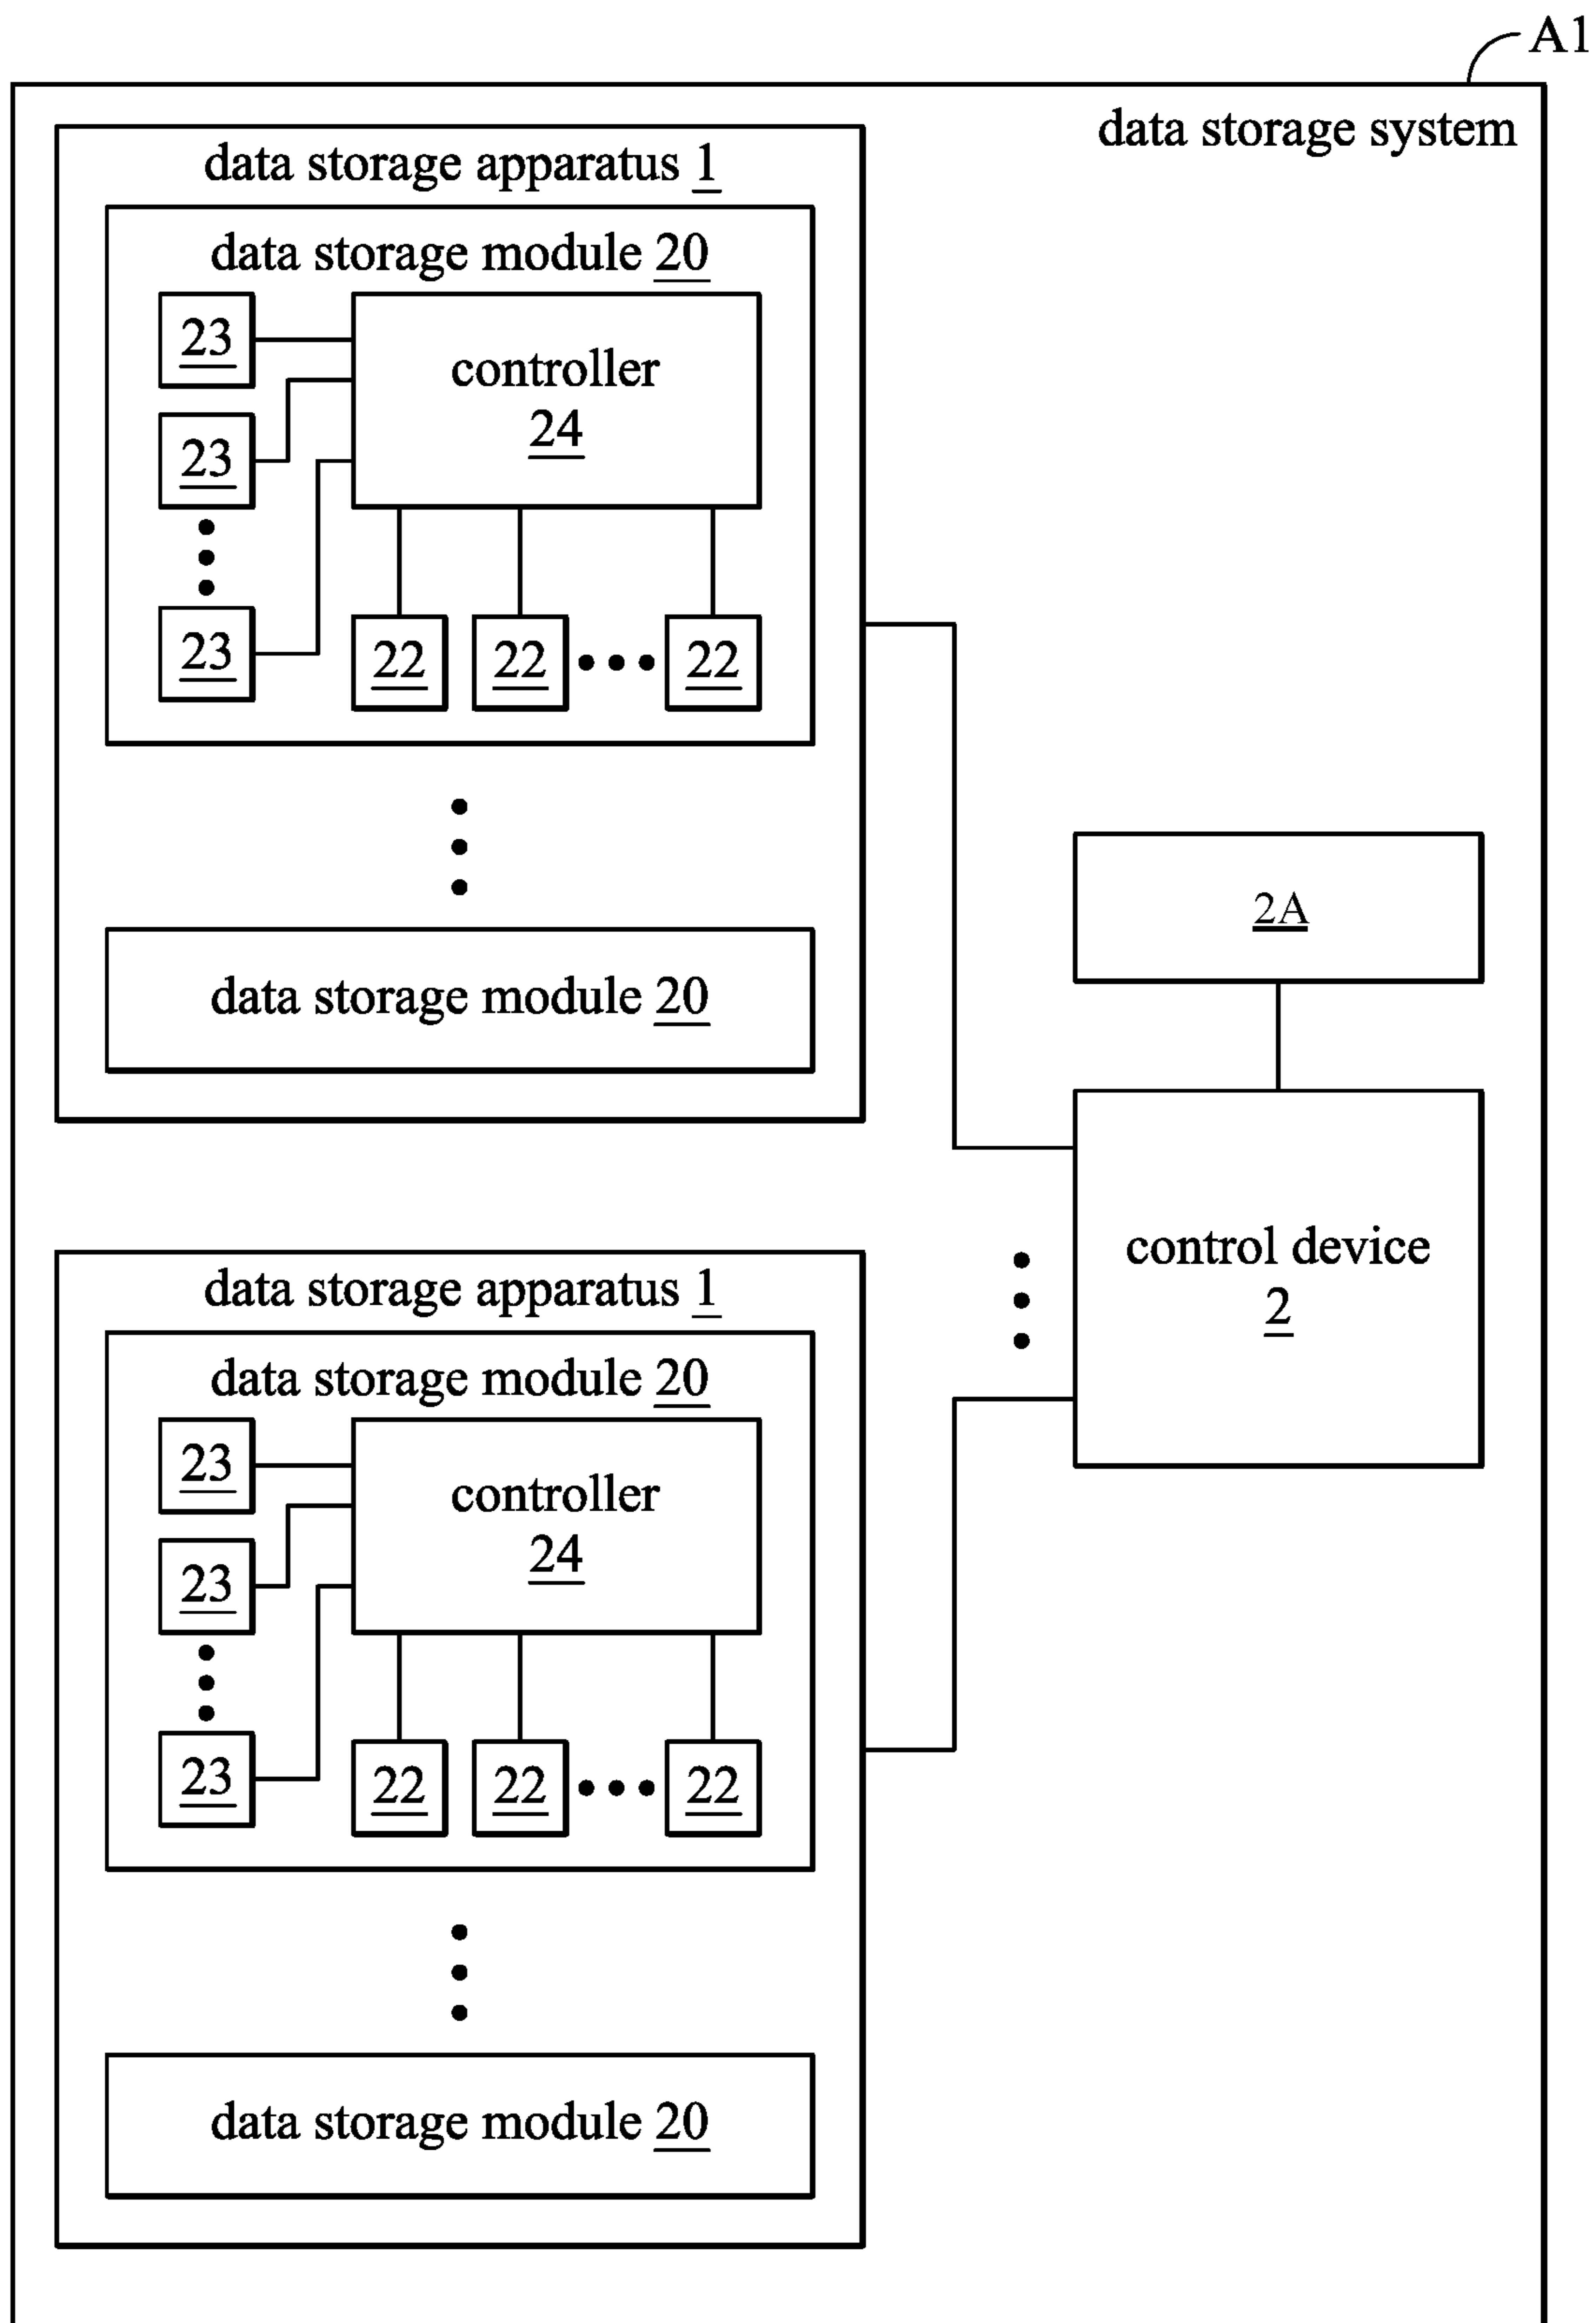 A1
data storage system
data storage apparatus 1
data storage module 20
23
controller
24
23
23
22
22
22
data storage module 20
2A
control device
2
data storage apparatus 1
data storage module 20
23
controller
24
23
23
22
22
22
data storage module 20